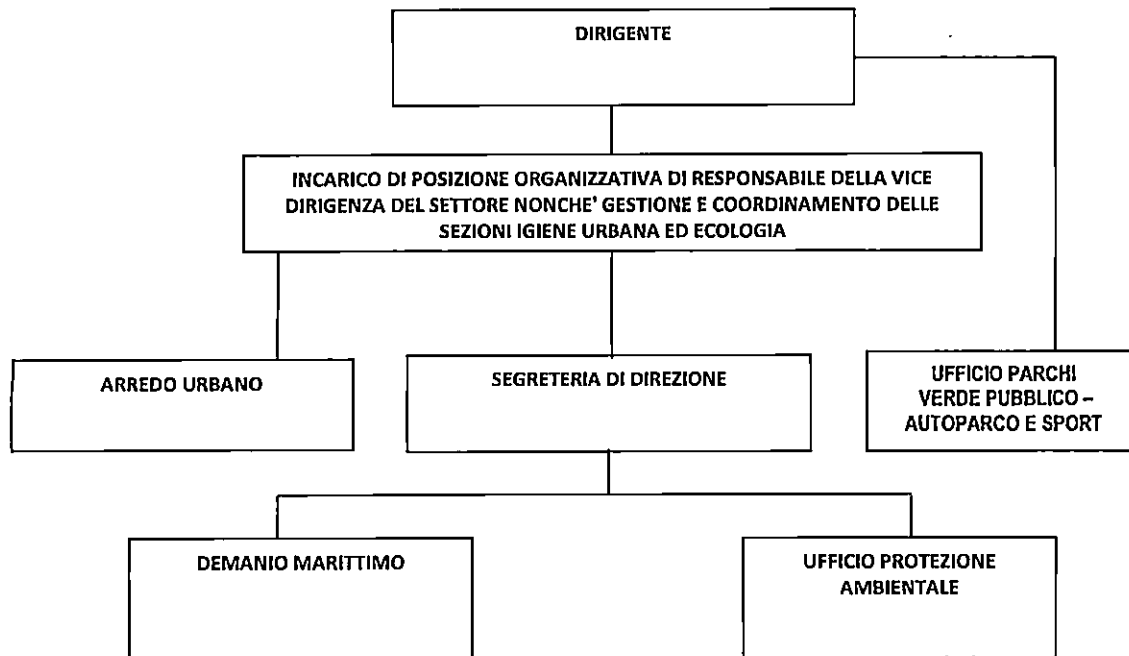 DIRIGENTE
INCARICO DI POSIZIONE ORGANIZZATIVA DI RESPONSABILE DELLA VICE
DIRIGENZA DEL SETTORE NONCHE' GESTIONE E COORDINAMENTO DELLE
SEZIONI IGIENE URBANA ED ECOLOGIA
ARREDO URBANO
SEGRETERIA DI DIREZIONE
UFFICIO PARCHI
VERDE PUBBLICO –
AUTOPARCO E SPORT
DEMANIO MARITTIMO
UFFICIO PROTEZIONE
AMBIENTALE